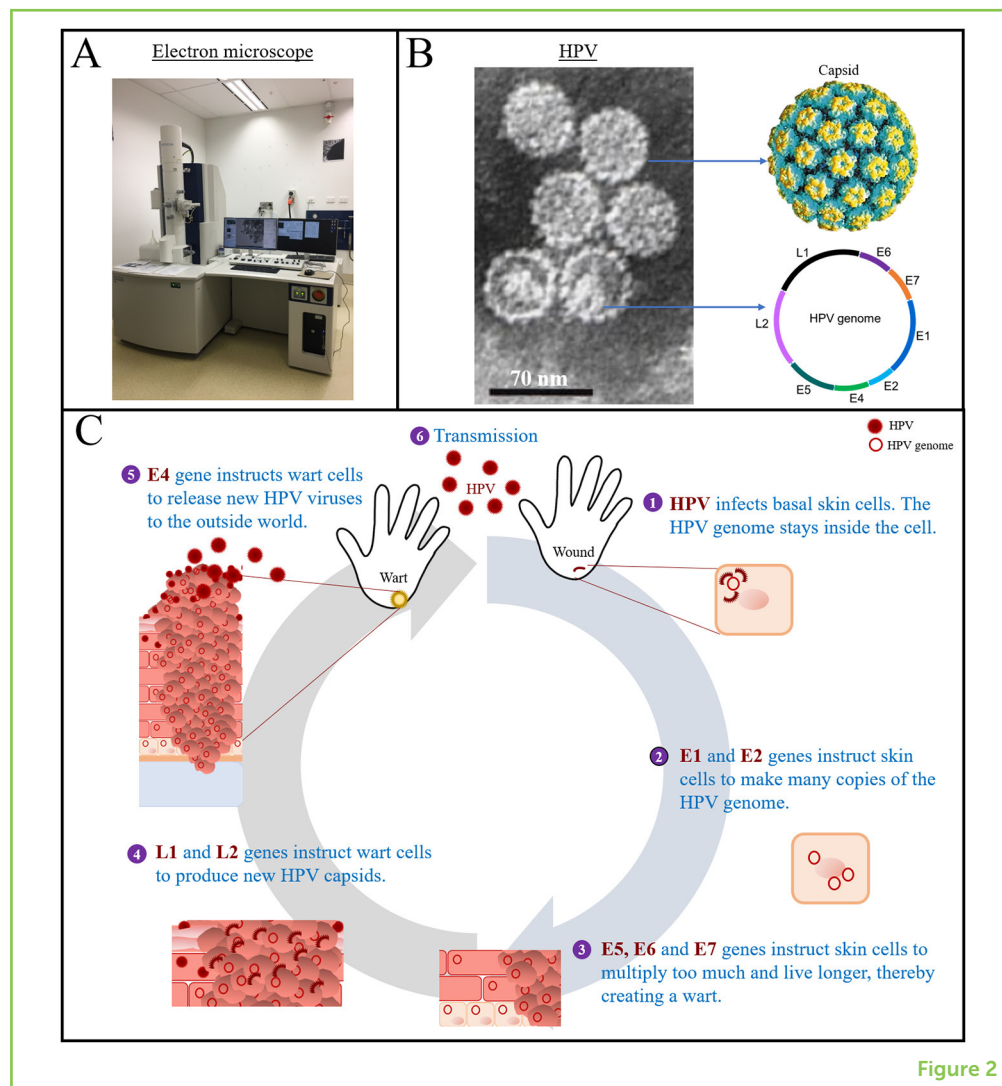 A
Electron microscope
B
HPV
Capsid
L1
E6
E7
L2
HPV genome
E1
E5
E4
E2
70 nm
C
HPV
HPV genome
6 Transmission
HPV
5 E4 gene instructs wart cells
to release new HPV viruses
to the outside world.
1 HPV infects basal skin cells. The
HPV genome stays inside the cell.
Wart
Wound
2 E1 and E2 genes instruct skin
cells to make many copies of the
HPV genome.
4 L1 and L2 genes instruct wart cells
to produce new HPV capsids.
3 E5, E6 and E7 genes instruct skin cells to
multiply too much and live longer, thereby
creating a wart.
Figure 2